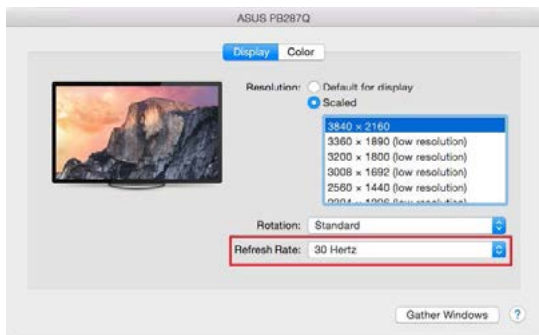 ASUS PB287Q
Display Color
Resolution: Default for display
Scaled
3840 × 2160
3360 × 1890 (low resolution)
3200 × 1800 (low resolution)
3008 × 1692 (low resolution)
2560 × 1440 (low resolution)
Rotation: Standard
Refresh Rate: 30 Hertz
Gather Windows ?